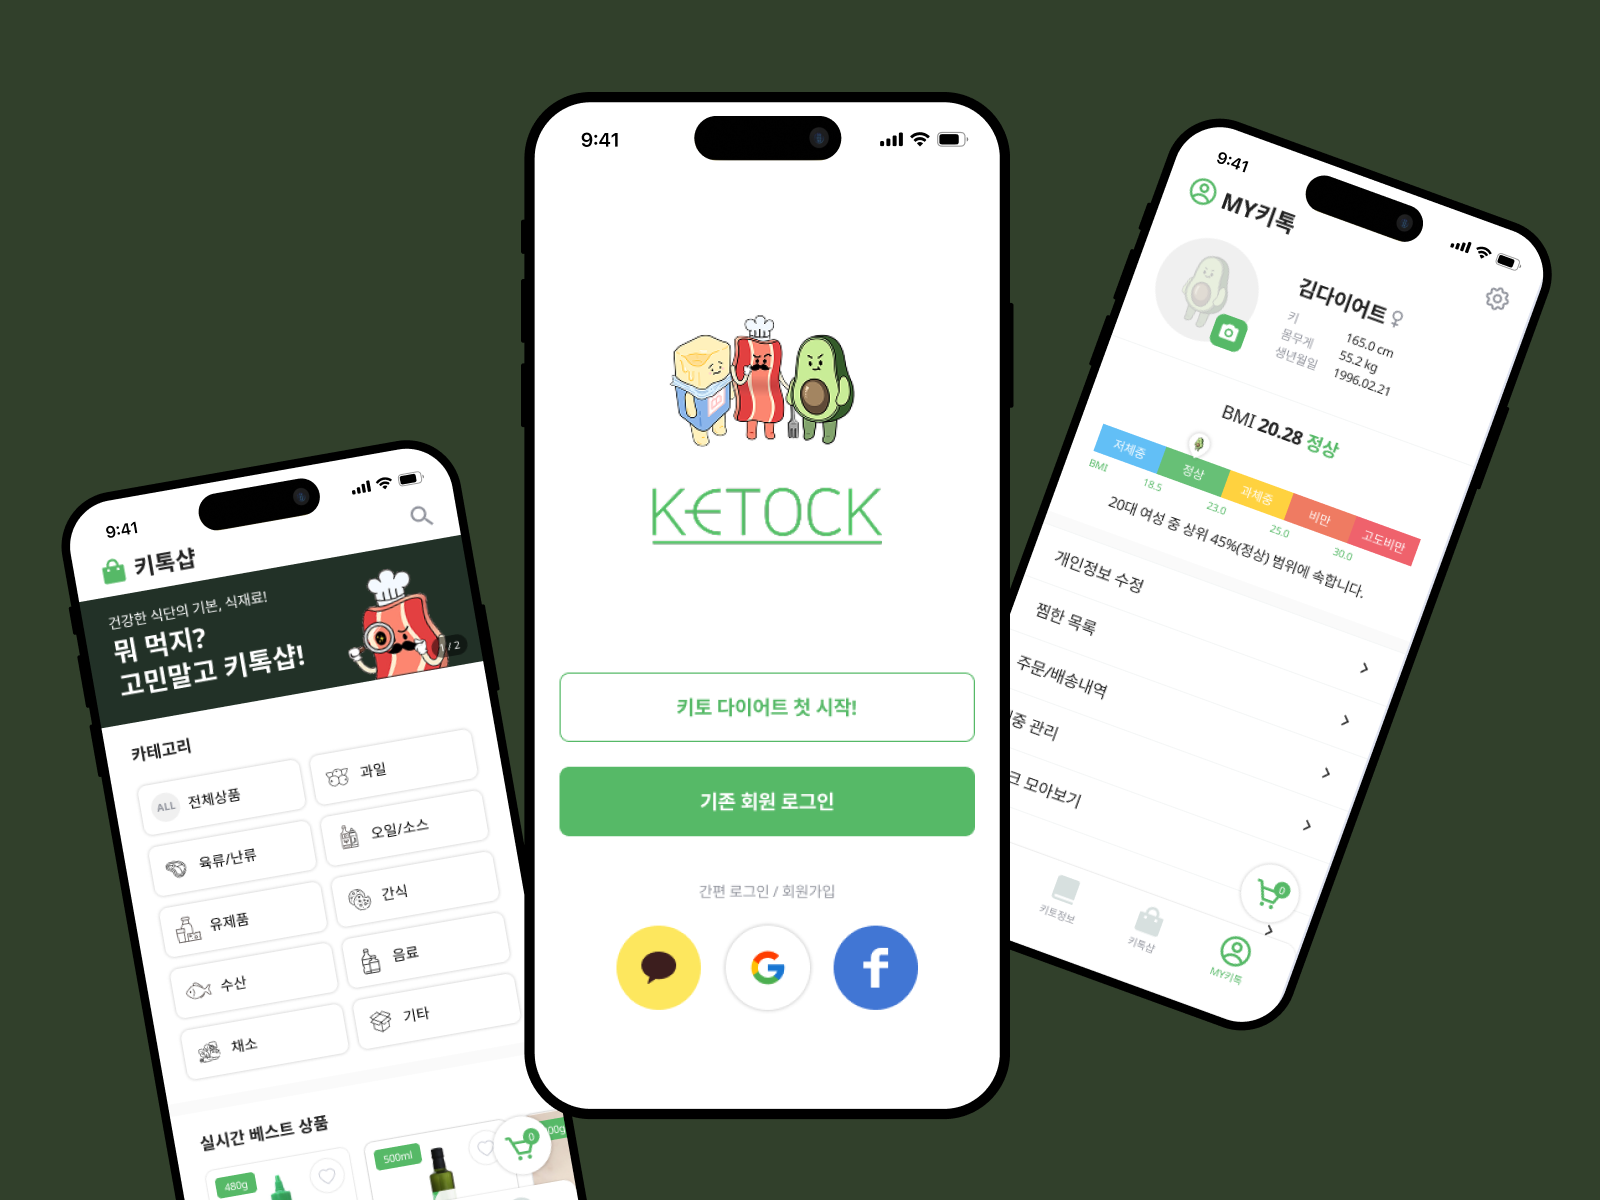 9:41
키톡샵
건강한 식단의 기본, 식재료!
뭐 먹지?
고민말고 키톡샵!
1 / 2
카테고리
ALL 전체상품
과일
육류/난류
오일/소스
유제품
간식
수산
음료
채소
기타
실시간 베스트 상품
480g
500ml
00g
0
9:41
KETOCK
키토 다이어트 첫 시작!
기존 회원 로그인
간편 로그인 / 회원가입
9:41
MY키톡
김다이어트
키 165.0 cm
몸무게 55.2 kg
생년월일 1996.02.21
BMI 20.28 정상
저체중 정상 과체중 비만 고도비만
BMI 18.5 23.0 25.0 30.0
20대 여성 중 상위 45%(정상) 범위에 속합니다.
개인정보 수정
찜한 목록
주문/배송내역
중 관리
크 모아보기
0
키토정보
키톡샵
MY키톡